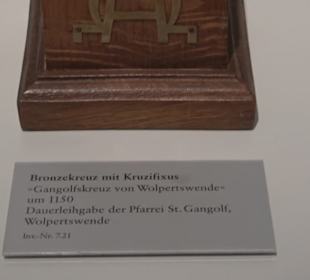 Bronzekreuz mit Kruzifixus
»Gangolfskreuz von Wolpertswende«
um 1150
Dauerleihgabe der Pfarrei St. Gangolf,
Wolpertswende
Inv.-Nr. 7.21